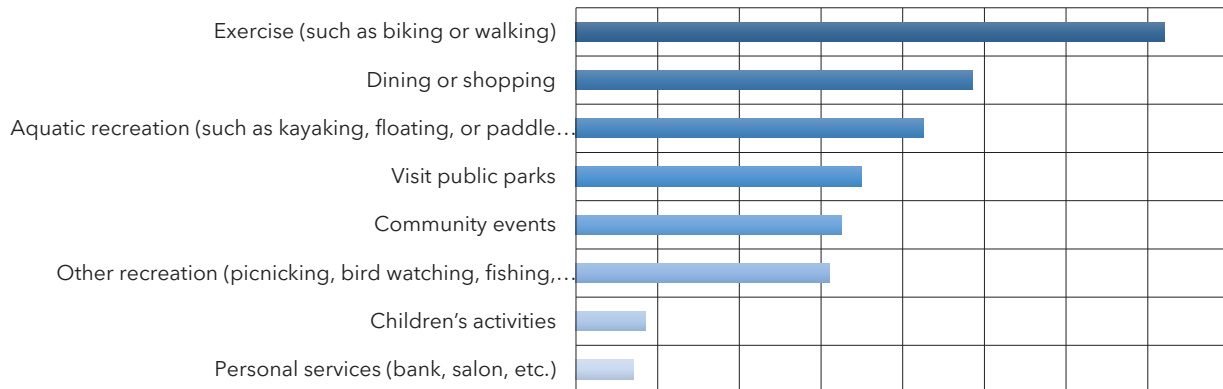 Exercise (such as biking or walking)
Dining or shopping
Aquatic recreation (such as kayaking, floating, or paddle…
Visit public parks
Community events
Other recreation (picnicking, bird watching, fishing,…
Children’s activities
Personal services (bank, salon, etc.)